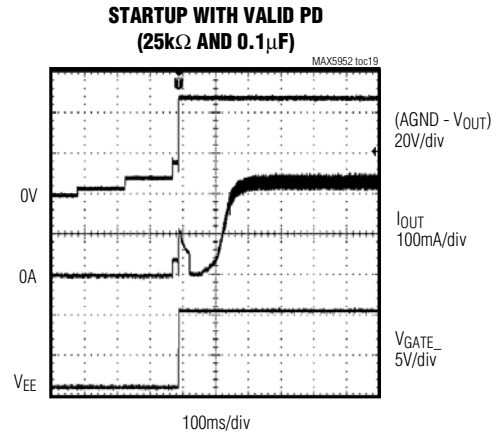 STARTUP WITH VALID PD
(25kΩ AND 0.1μF)
MAX5952 toc19
(AGND - VOUT)
20V/div
0V
IOUT
100mA/div
0A
VGATE_
5V/div
VEE
100ms/div